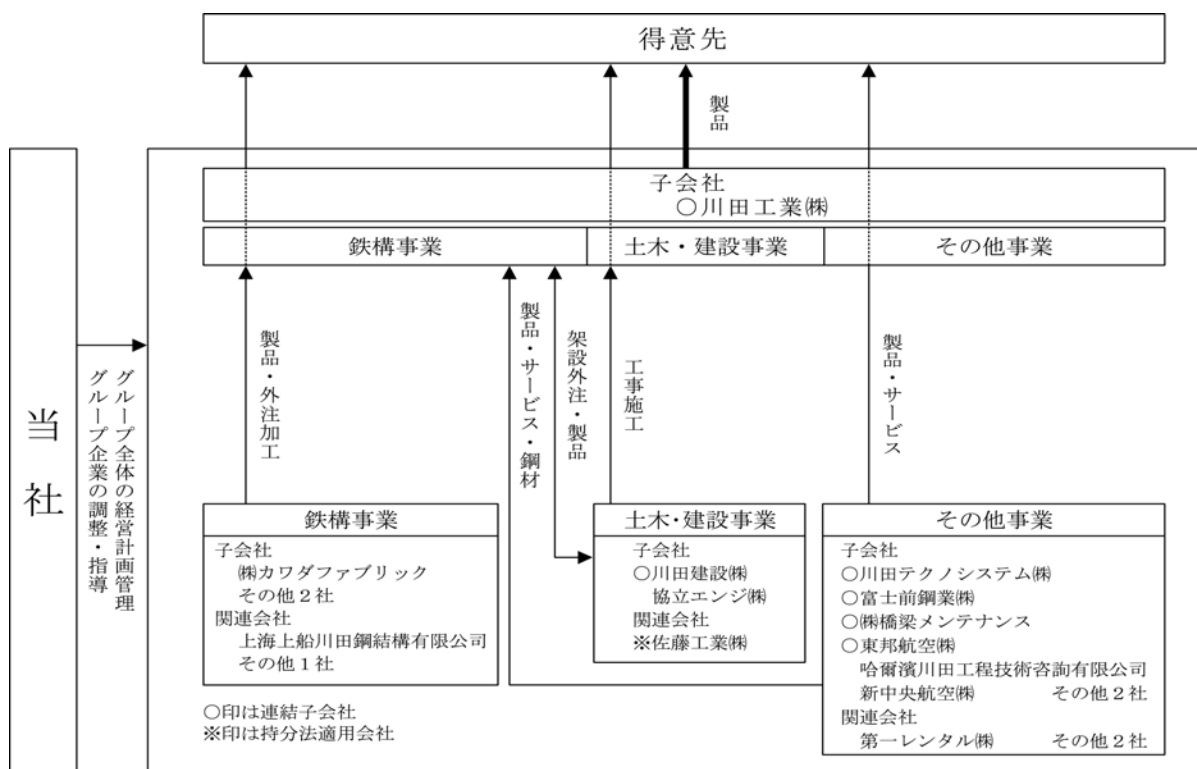 得意先
製品
子会社
○川田工業㈱
鉄構事業
土木・建設事業
その他事業
当社
グループ全体の経営計画管理
グループ企業の調整・指導
製品・外注加工
製品・サービス・鋼材
架設外注・製品
工事施工
製品・サービス
鉄構事業
子会社
㈱カワダファブリック
その他2社
関連会社
上海上船川田鋼結構有限公司
その他1社
土木・建設事業
子会社
○川田建設㈱
協立エンジ㈱
関連会社
※佐藤工業㈱
その他事業
子会社
○川田テクノシステム㈱
○富士前鋼業㈱
○㈱橋梁メンテナンス
○東邦航空㈱
哈爾濱川田工程技術咨詢有限公司
新中央航空㈱ その他2社
関連会社
第一レンタル㈱ その他2社
○印は連結子会社
※印は持分法適用会社